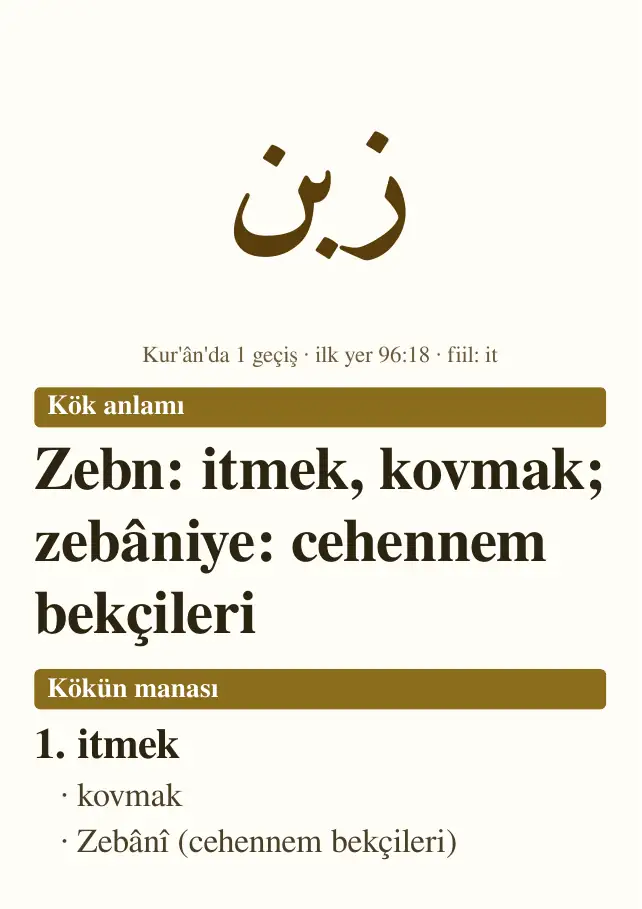 زبن
Kur'ân'da 1 geçiş · ilk yer 96:18 · fiil: it
Kök anlamı
Zebn: itmek, kovmak;
zebâniye: cehennem
bekçileri
Kökün manası
1. itmek
· kovmak
· Zebânî (cehennem bekçileri)